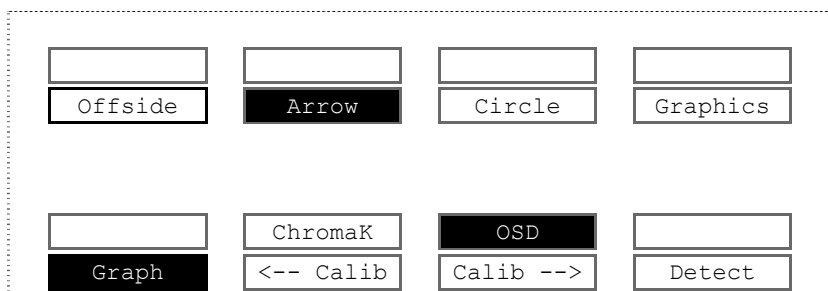 Offside Arrow Circle Graphics
ChromaK OSD
Graph <-- Calib Calib --> Detect